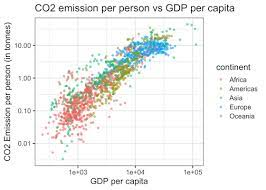 CO2 emission per person vs GDP per capita
CO2 Emission per person (in tonnes)
10.00
1.00
0.10
0.01
1e+03
1e+04
1e+05
GDP per capita
continent
Africa
Americas
Asia
Europe
Oceania